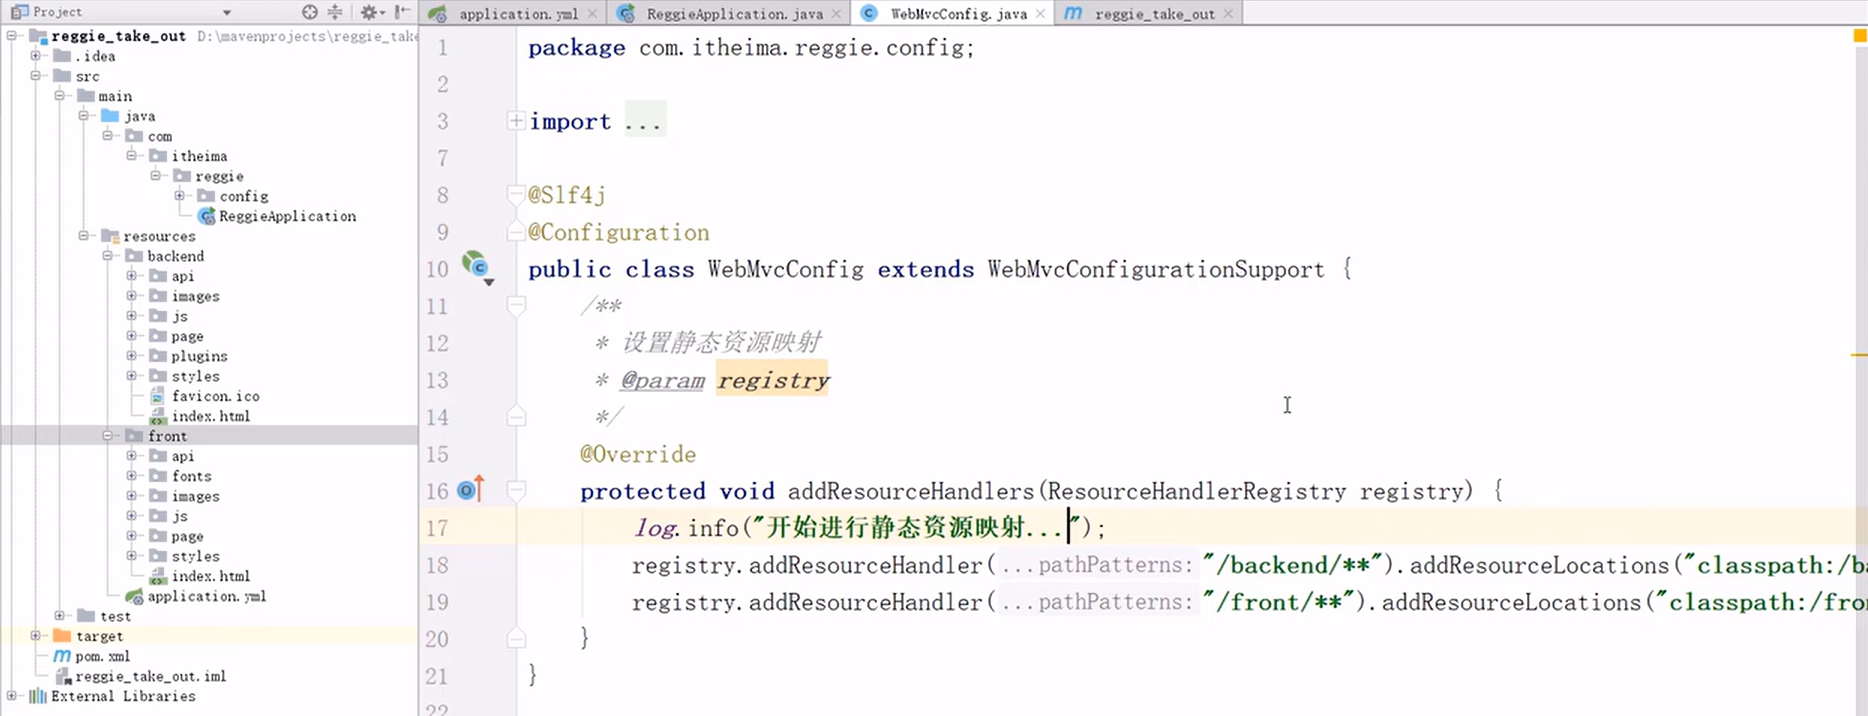 Project
reggie_take_out D:\mavenprojects\reggie_take
.idea
src
main
java
com
itheima
reggie
config
ReggieApplication
resources
backend
api
images
js
page
plugins
styles
favicon.ico
index.html
front
api
fonts
images
js
page
styles
index.html
application.yml
test
target
pom.xml
reggie_take_out.iml
External Libraries
application.yml ReggieApplication.java WebMvcConfig.java reggie_take_out
1 package com.itheima.reggie.config;
2
3 import ...
7
8 @Slf4j
9 @Configuration
10 public class WebMvcConfig extends WebMvcConfigurationSupport {
11 /**
12 * 设置静态资源映射
13 * @param registry
14 */
15 @Override
16 protected void addResourceHandlers(ResourceHandlerRegistry registry) {
17 log.info("开始进行静态资源映射...");
18 registry.addResourceHandler( ...pathPatterns: "/backend/**").addResourceLocations("classpath:/ba
19 registry.addResourceHandler( ...pathPatterns: "/front/**").addResourceLocations("classpath:/fron
20 }
21 }
22